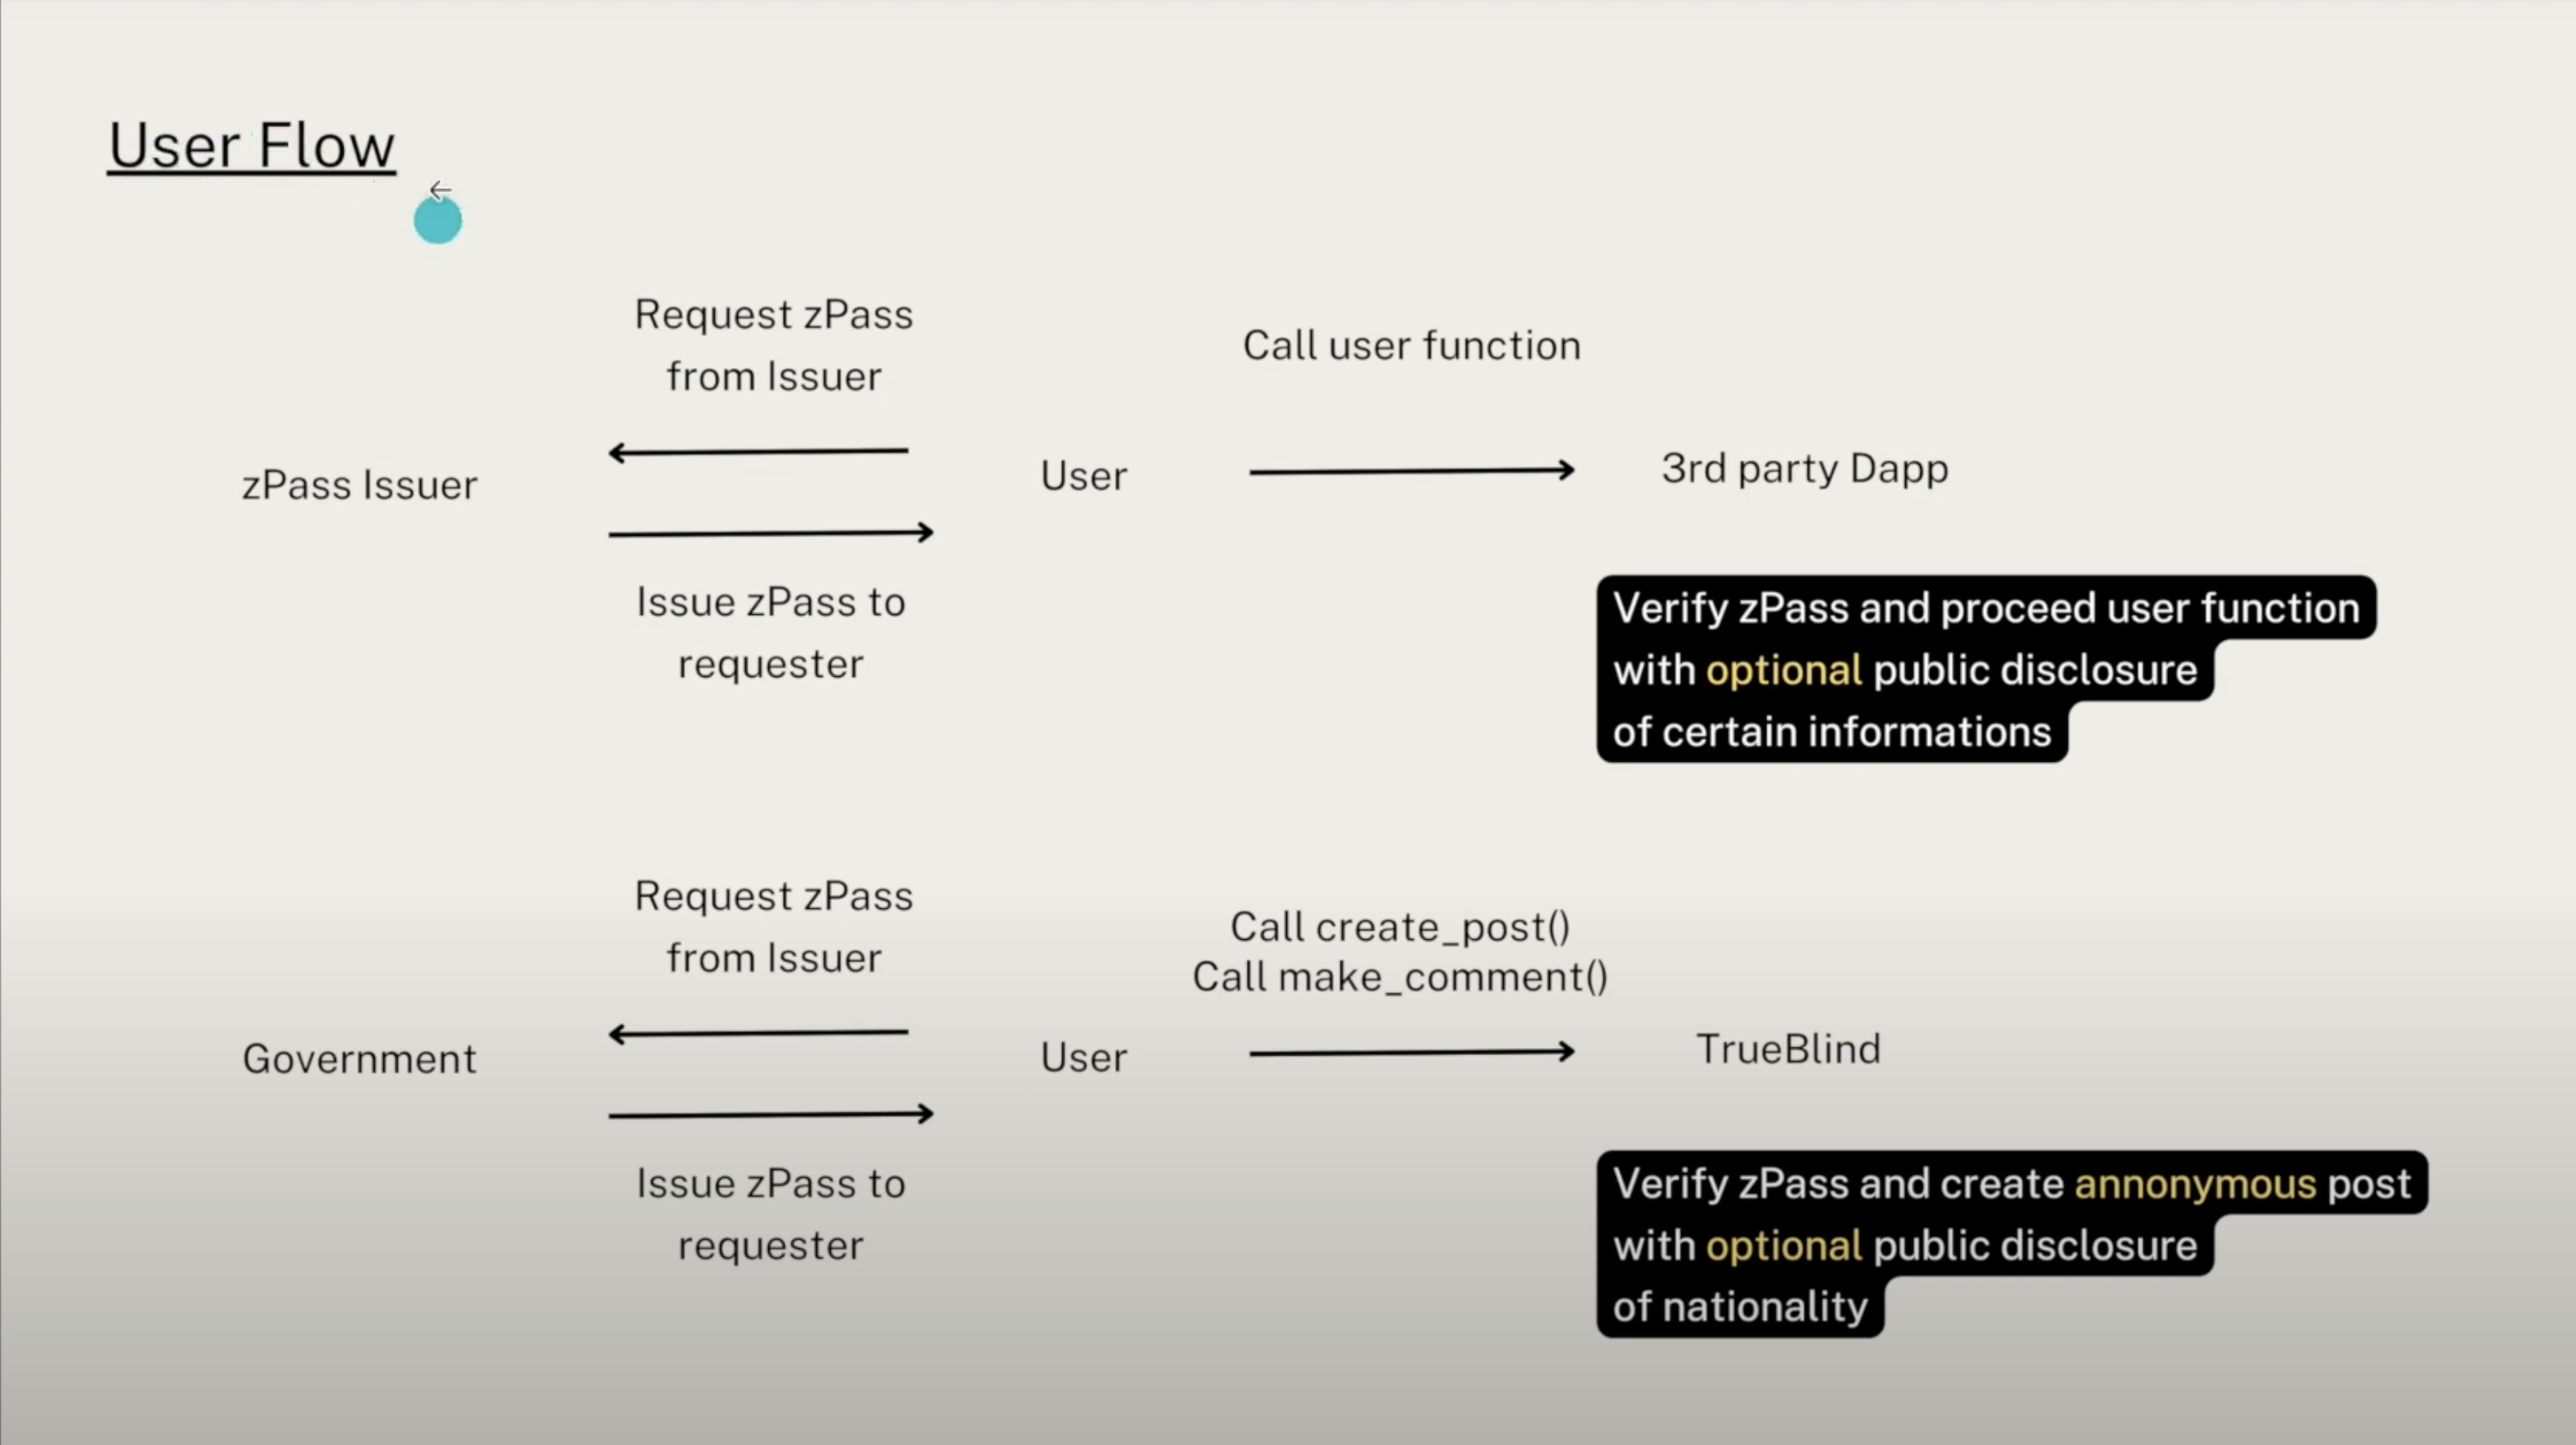 User Flow
Request zPass
from Issuer
Call user function
zPass Issuer
User
3rd party Dapp
Issue zPass to
requester
Verify zPass and proceed user function
with optional public disclosure
of certain informations
Request zPass
from Issuer
Call create_post()
Call make_comment()
Government
User
TrueBlind
Issue zPass to
requester
Verify zPass and create annonymous post
with optional public disclosure
of nationality